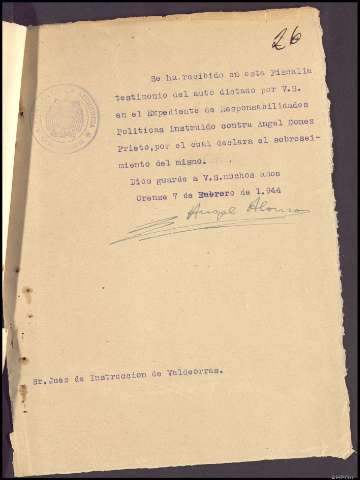 26
Se ha recibido en esta Fiscalia
testimonio del auto dictado por V.S.
en el Expediente de Responsabilidades
Politicas instruido contra Angel Gomez
Prieto, por el cual declara el sobresei-
miento del mismo.
Dios guarde a V.S. muchos años
Orense 7 de Enbrero de 1.944
Angel Alonso
Sr. Juez de Instruccion de Valdeorras.